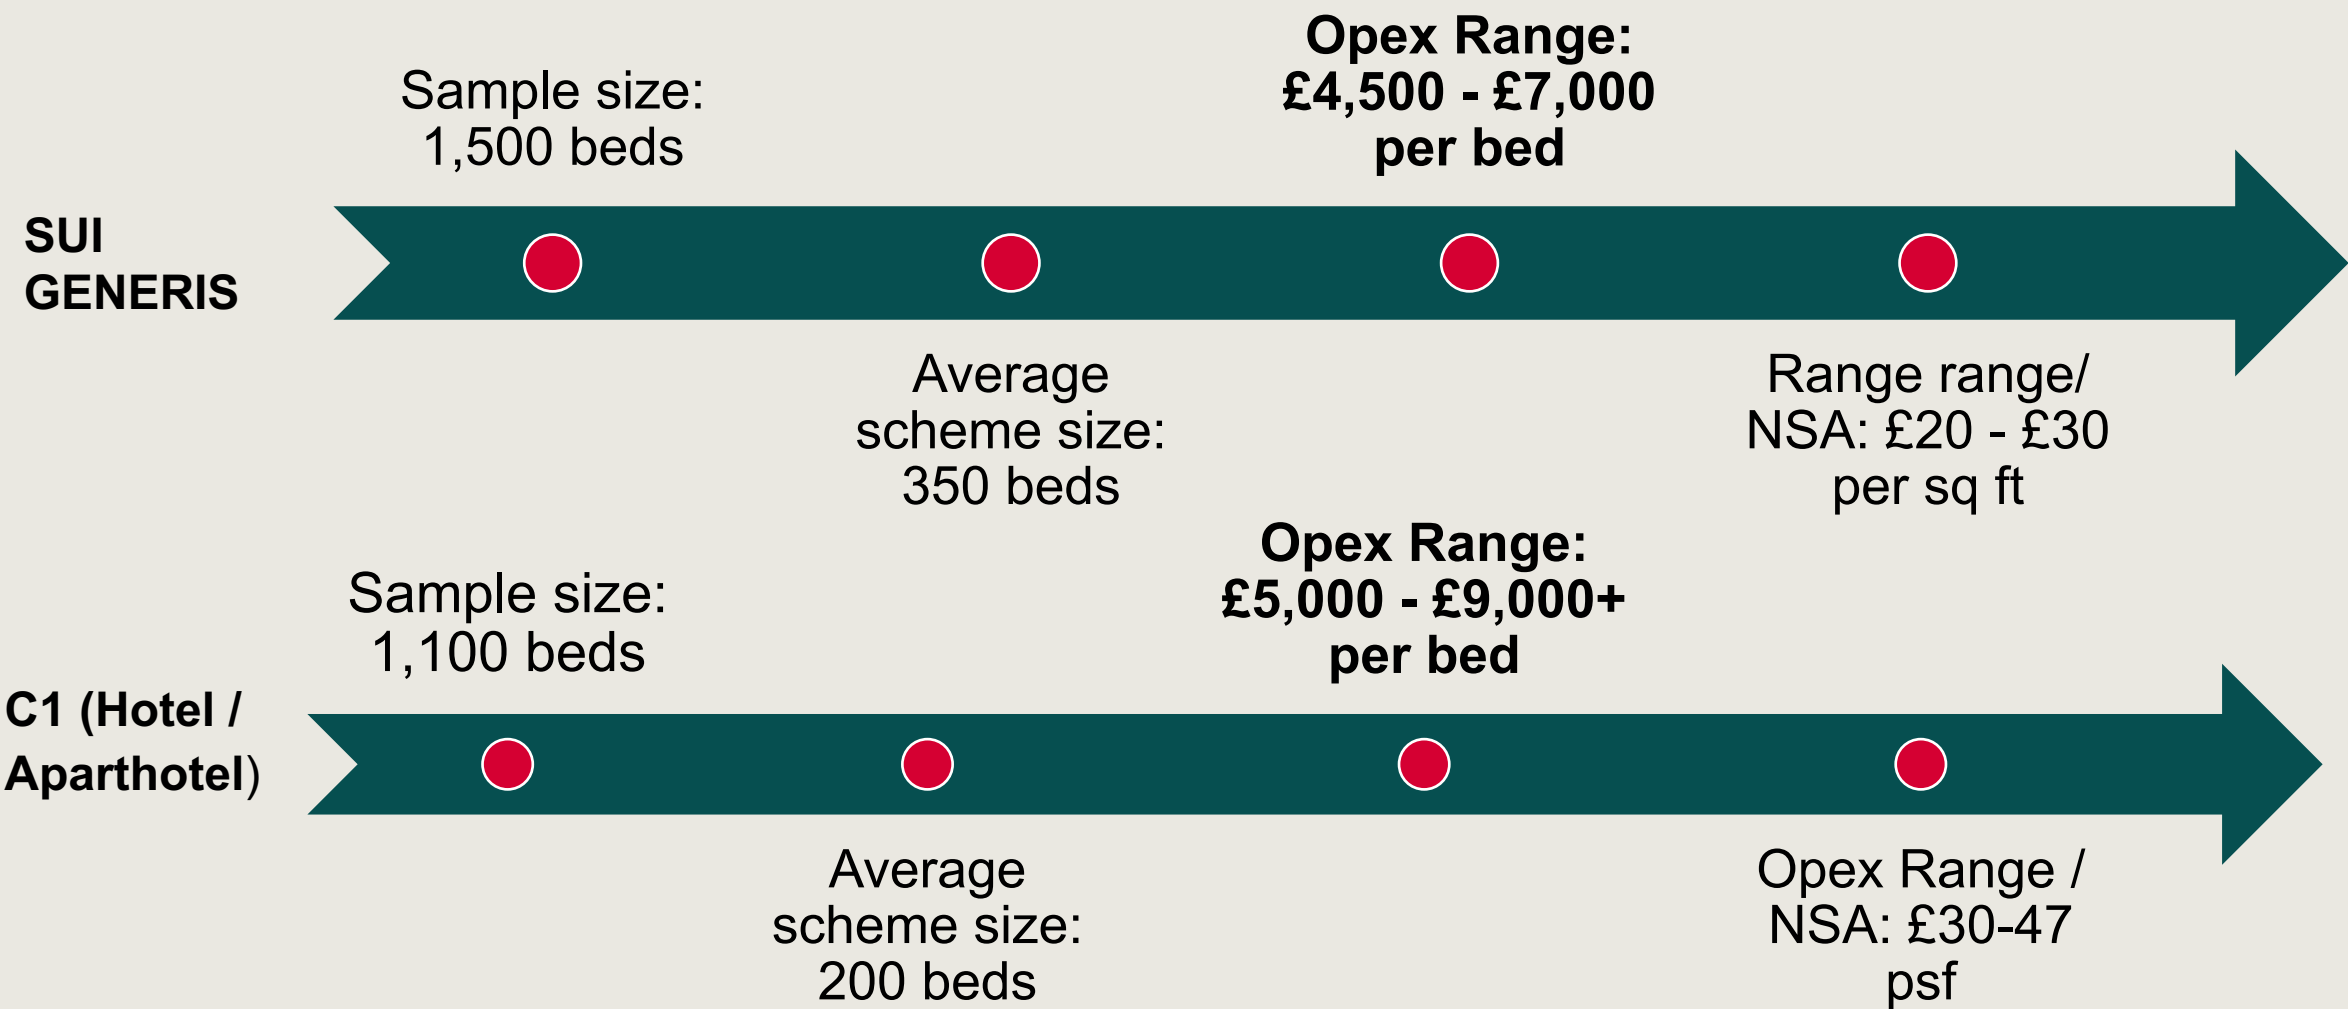 SUI
GENERIS
Sample size:
1,500 beds
Average
scheme size:
350 beds
Opex Range:
£4,500 - £7,000
per bed
Range range/
NSA: £20 - £30
per sq ft
C1 (Hotel /
Aparthotel)
Sample size:
1,100 beds
Average
scheme size:
200 beds
Opex Range:
£5,000 - £9,000+
per bed
Opex Range /
NSA: £30-47
psf